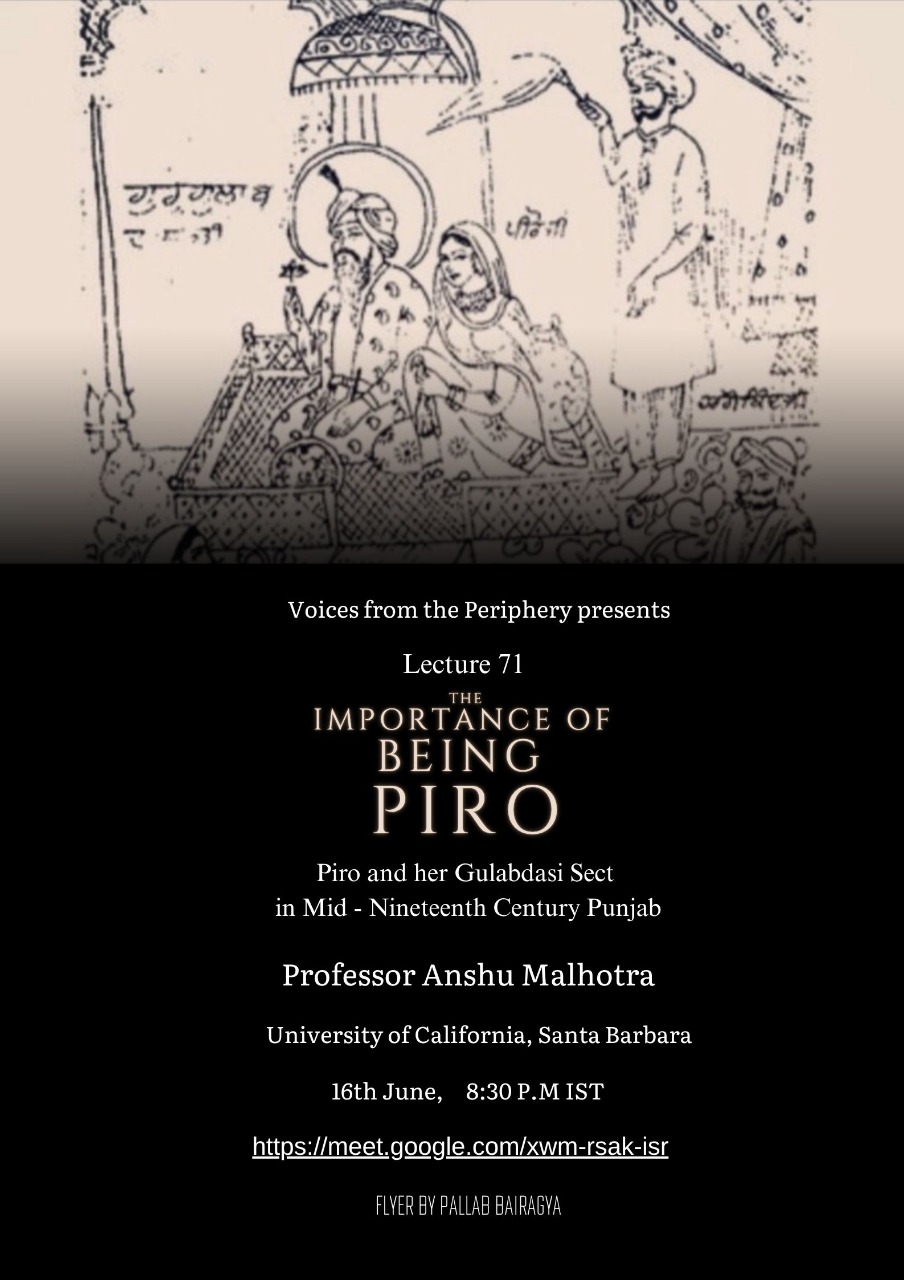 ਪੀਰੋਜੀ
Voices from the Periphery presents
Lecture 71
THE
IMPORTANCE OF
BEING
PIRO
Piro and her Gulabdasi Sect
in Mid - Nineteenth Century Punjab
Professor Anshu Malhotra
University of California, Santa Barbara
16th June, 8:30 P.M IST
https://meet.google.com/xwm-rsak-isr
FLYER BY PALLAB BAIRAGYA